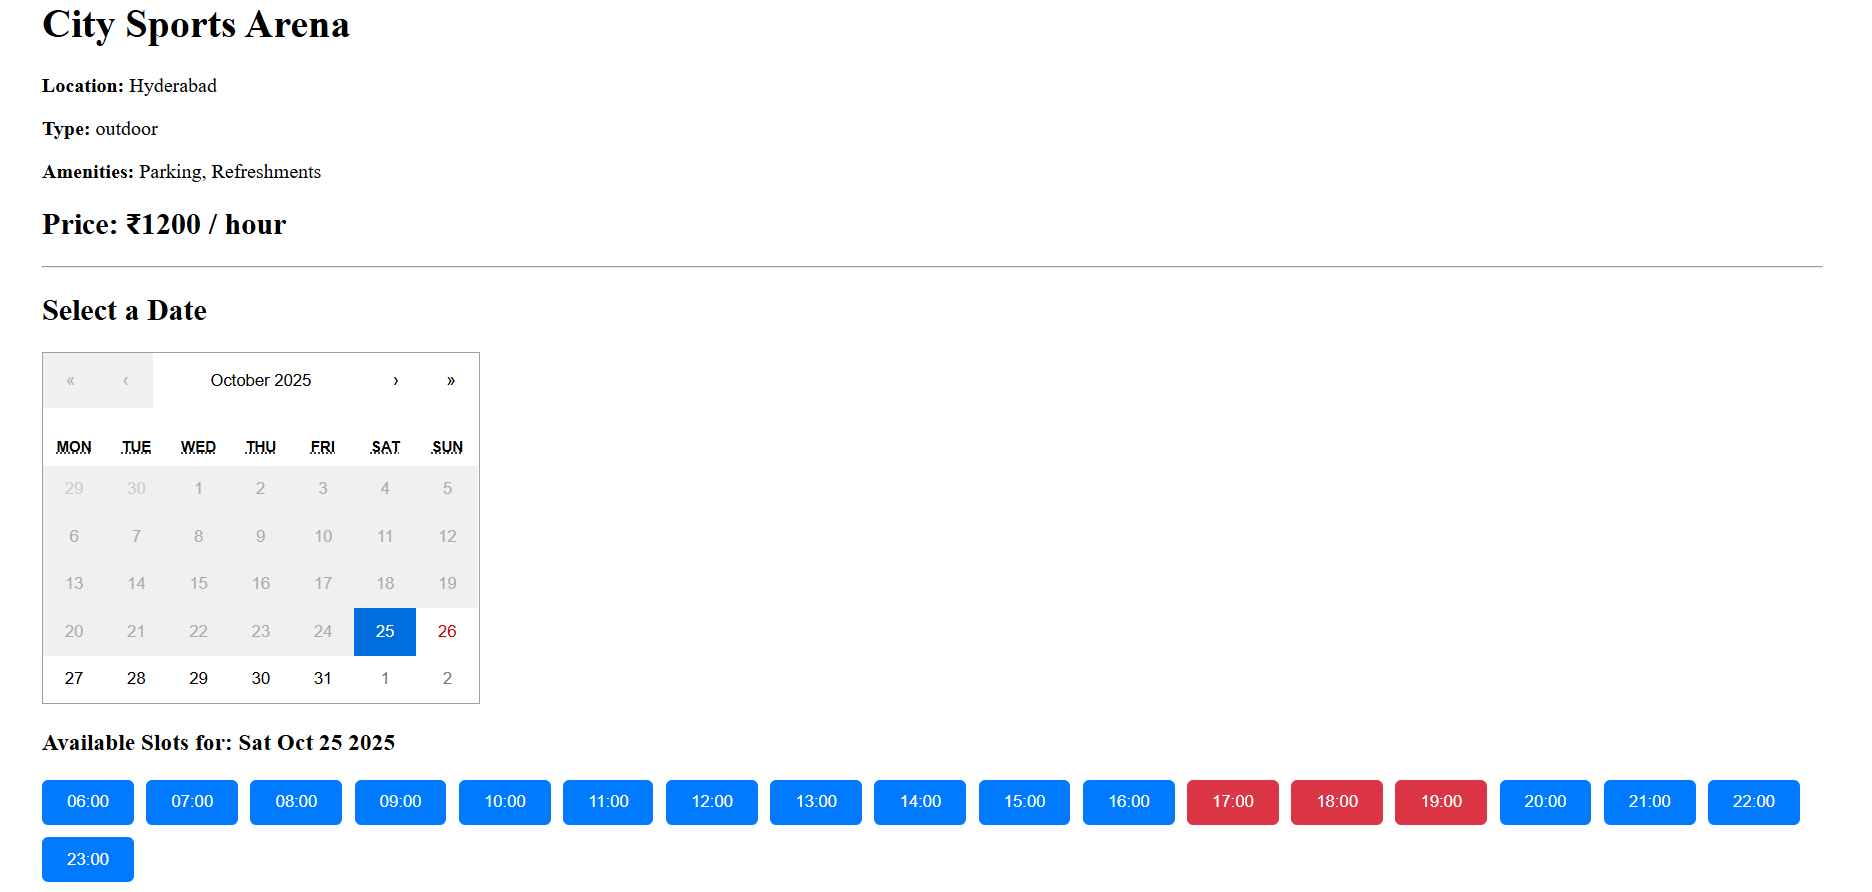 City Sports Arena
Location: Hyderabad
Type: outdoor
Amenities: Parking, Refreshments
Price: ₹1200 / hour
Select a Date
« ‹ October 2025 › »
MON TUE WED THU FRI SAT SUN
29 30 1 2 3 4 5
6 7 8 9 10 11 12
13 14 15 16 17 18 19
20 21 22 23 24 25 26
27 28 29 30 31 1 2
Available Slots for: Sat Oct 25 2025
06:00 07:00 08:00 09:00 10:00 11:00 12:00 13:00 14:00 15:00 16:00 17:00 18:00 19:00 20:00 21:00 22:00
23:00